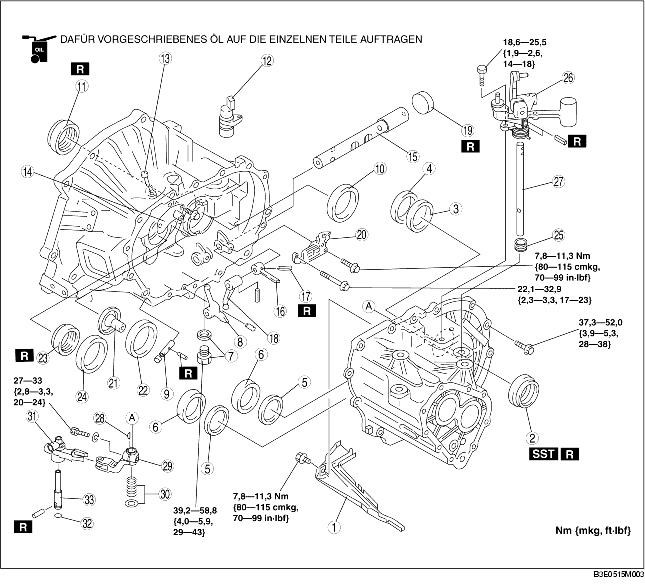 DAFÜR VORGESCHRIEBENES ÖL AUF DIE EINZELNEN TEILE AUFTRAGEN
OIL
18,6—25,5
{1,9—2,6,
14—18}
R
11
13
12
26
R
19
R
15
14
10
4
3
27
20
25
7,8—11,3 Nm
{80—115 cmkg,
70—99 in·lbf}
16
17
R
22,1—32,9
{2,3—3,3, 17—23}
A
18
8
7
37,3—52,0
{3,9—5,3,
28—38}
R
23
24
21
22
9
R
6
5
6
5
2
SST
R
27—33
{2,8—3,3,
20—24}
31
28
A
29
30
33
32
R
39,2—58,8
{4,0—5,9,
29—43}
7,8—11,3 Nm
{80—115 cmkg,
70—99 in·lbf}
1
Nm {mkg, ft·lbf}
B3E0515M003